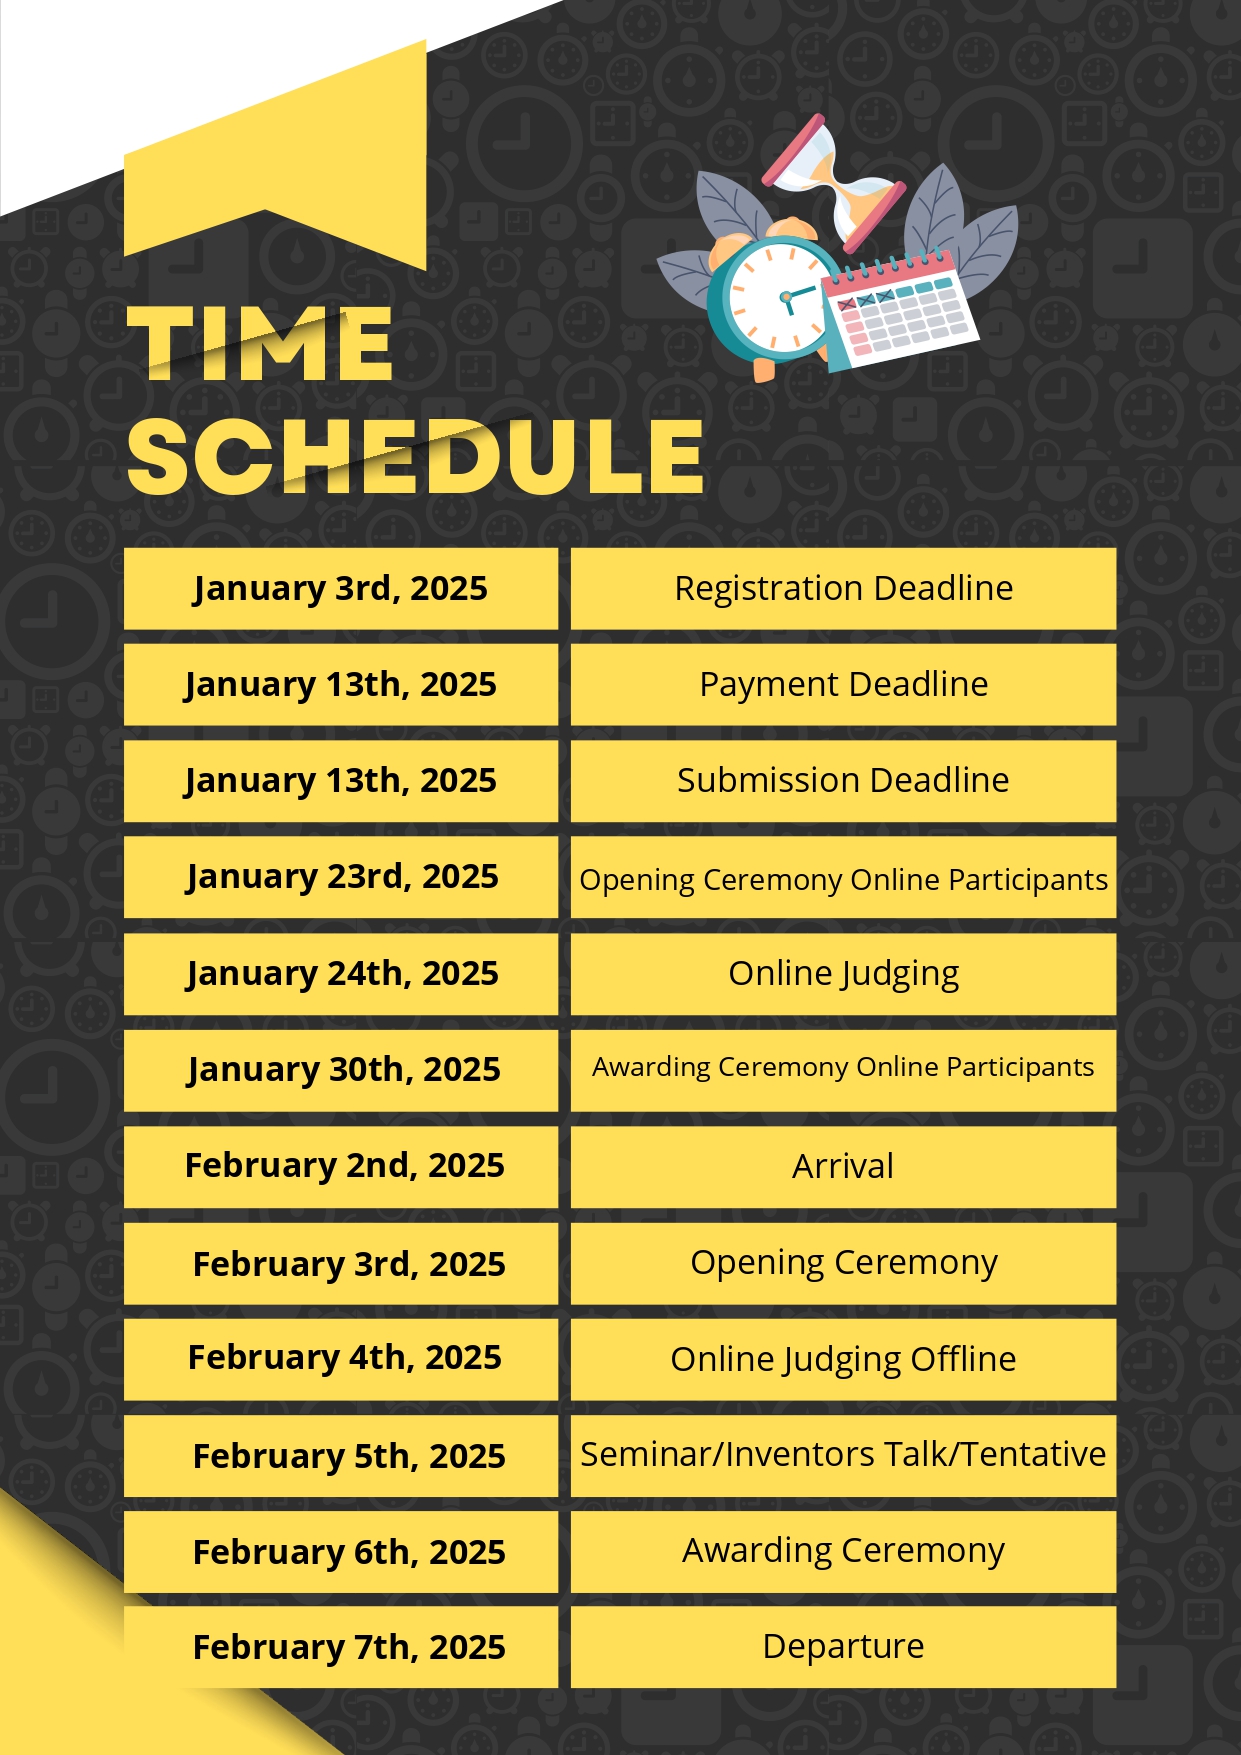 TIME
SCHEDULE
January 3rd, 2025 Registration Deadline
January 13th, 2025 Payment Deadline
January 13th, 2025 Submission Deadline
January 23rd, 2025 Opening Ceremony Online Participants
January 24th, 2025 Online Judging
January 30th, 2025 Awarding Ceremony Online Participants
February 2nd, 2025 Arrival
February 3rd, 2025 Opening Ceremony
February 4th, 2025 Online Judging Offline
February 5th, 2025 Seminar/Inventors Talk/Tentative
February 6th, 2025 Awarding Ceremony
February 7th, 2025 Departure